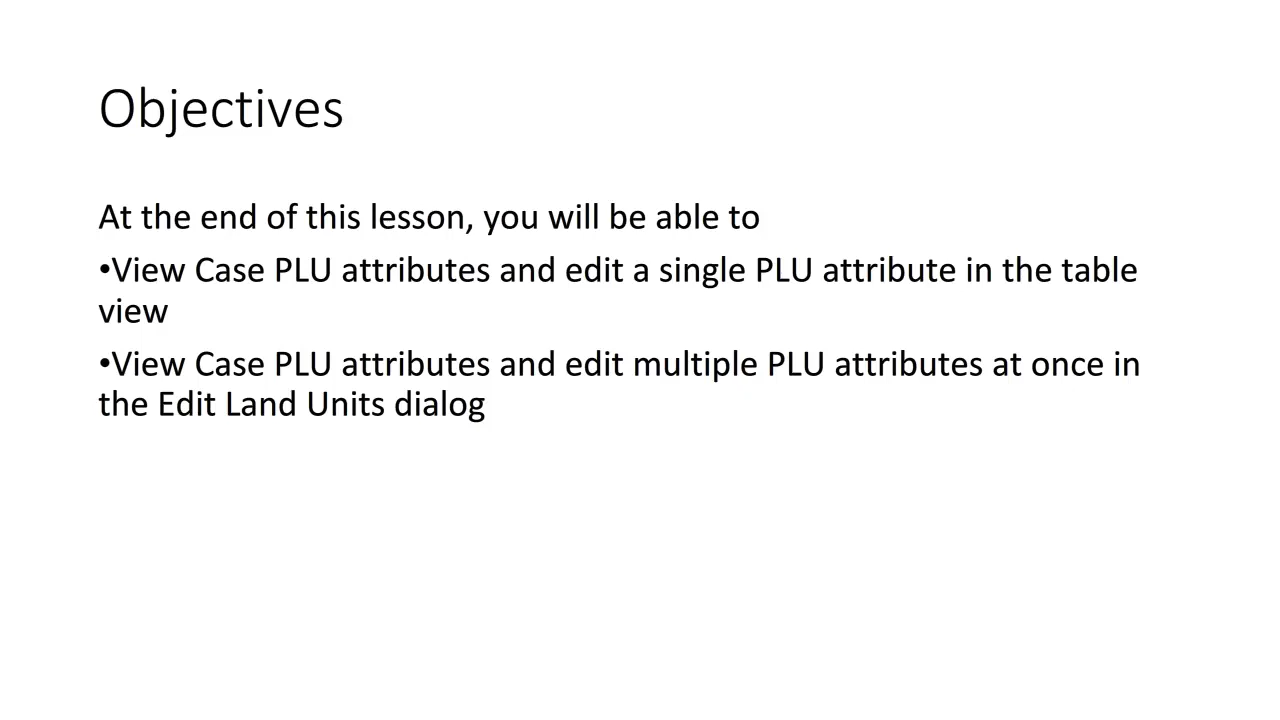 Objectives
At the end of this lesson, you will be able to
•View Case PLU attributes and edit a single PLU attribute in the table
view
•View Case PLU attributes and edit multiple PLU attributes at once in
the Edit Land Units dialog